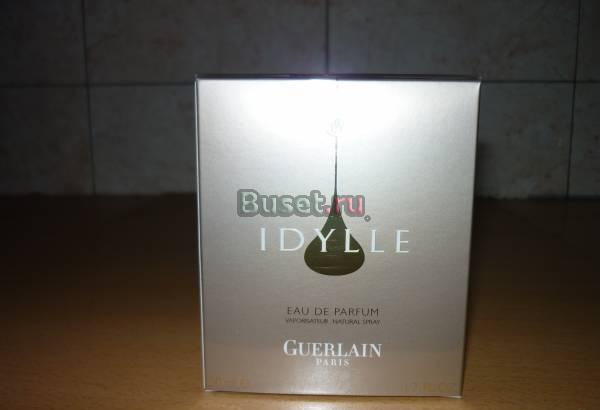 Buset.ru
IDYLLE
EAU DE PARFUM
VAPORISATEUR . NATURAL SPRAY
GUERLAIN
PARIS